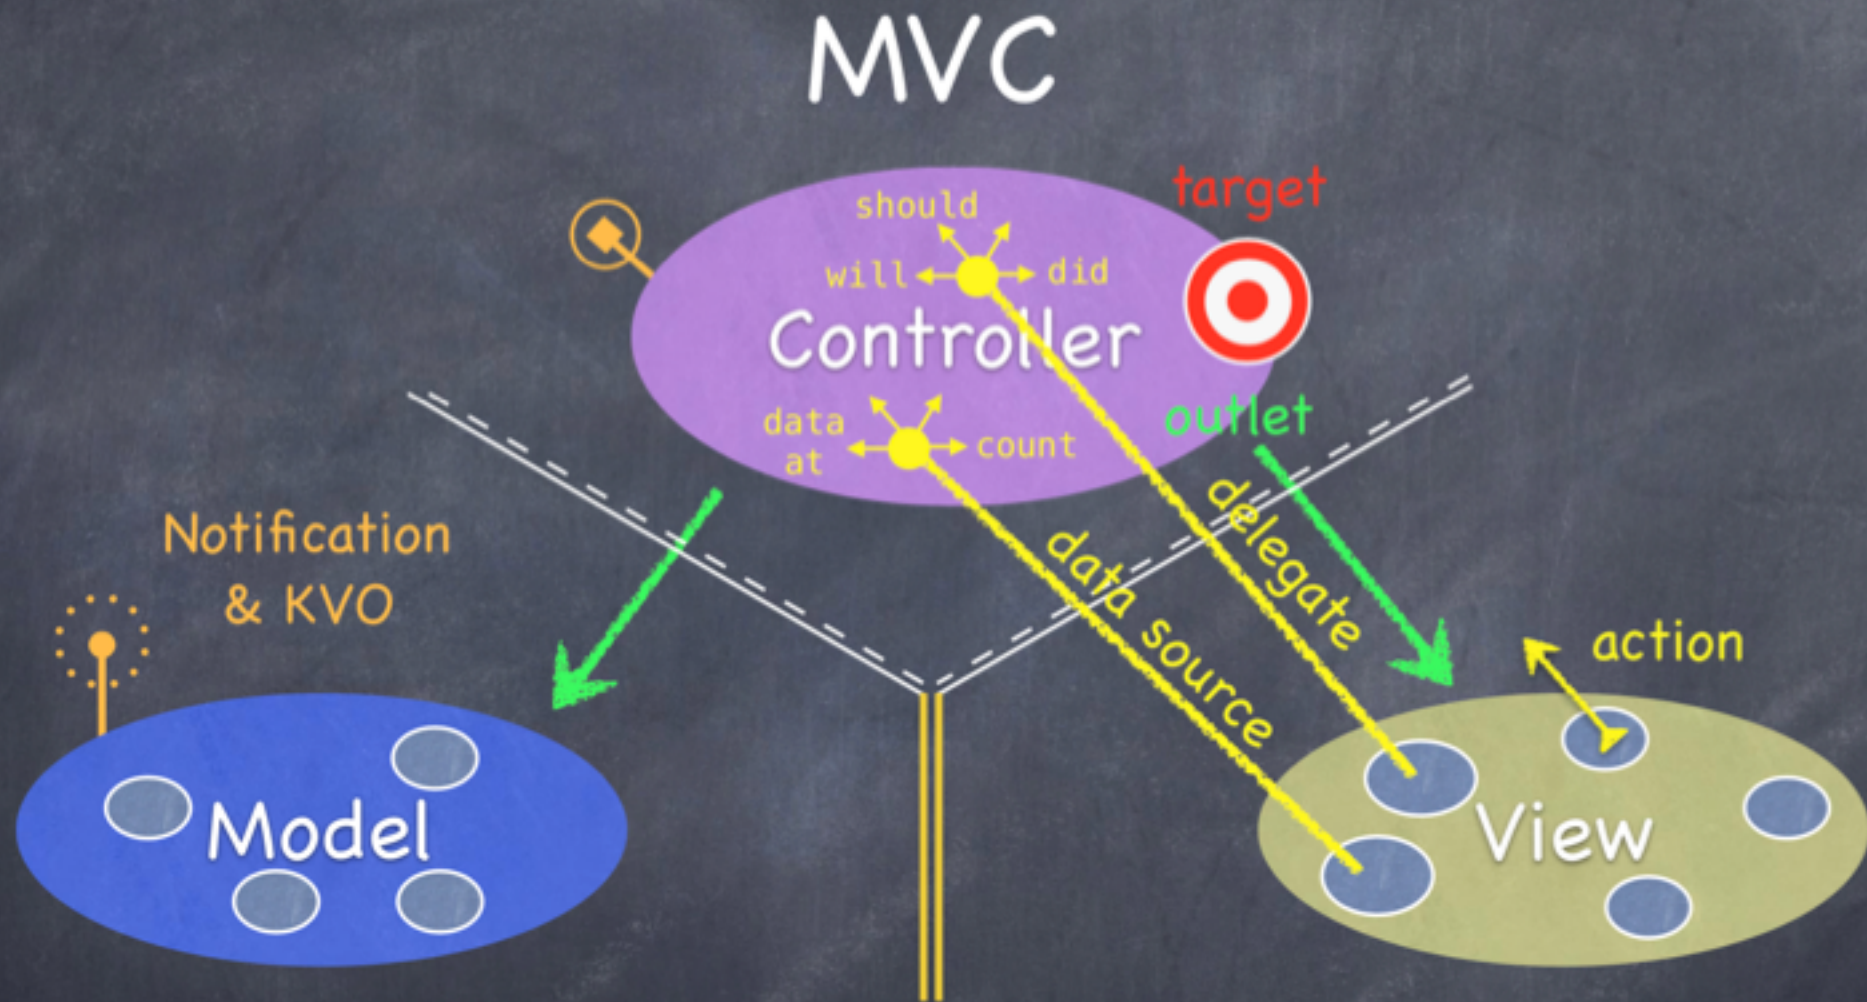 MVC
should
target
will
did
Controller
data
at
count
outlet
delegate
data source
Notification
& KVO
action
Model
View